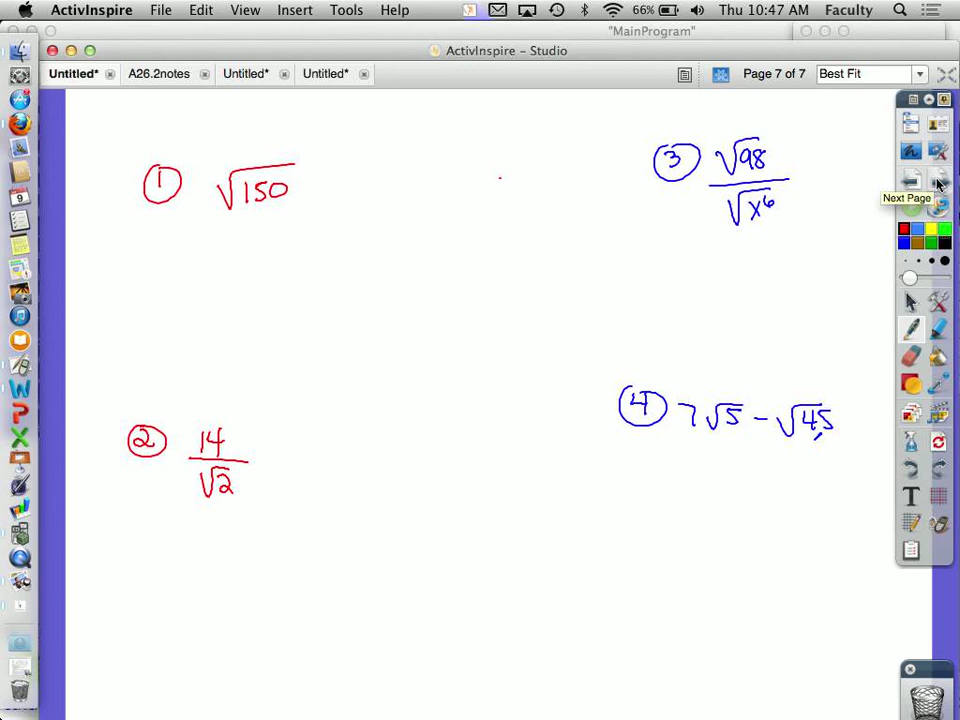 ActivInspire File Edit View Insert Tools Help 66% Thu 10:47 AM Faculty
"MainProgram"
ActivInspire – Studio
Untitled* A26.2notes Untitled* Untitled* Page 7 of 7 Best Fit
① √150
③ √98
√x⁶
Next Page
② 14
√2
④ 7√5 – √45
T